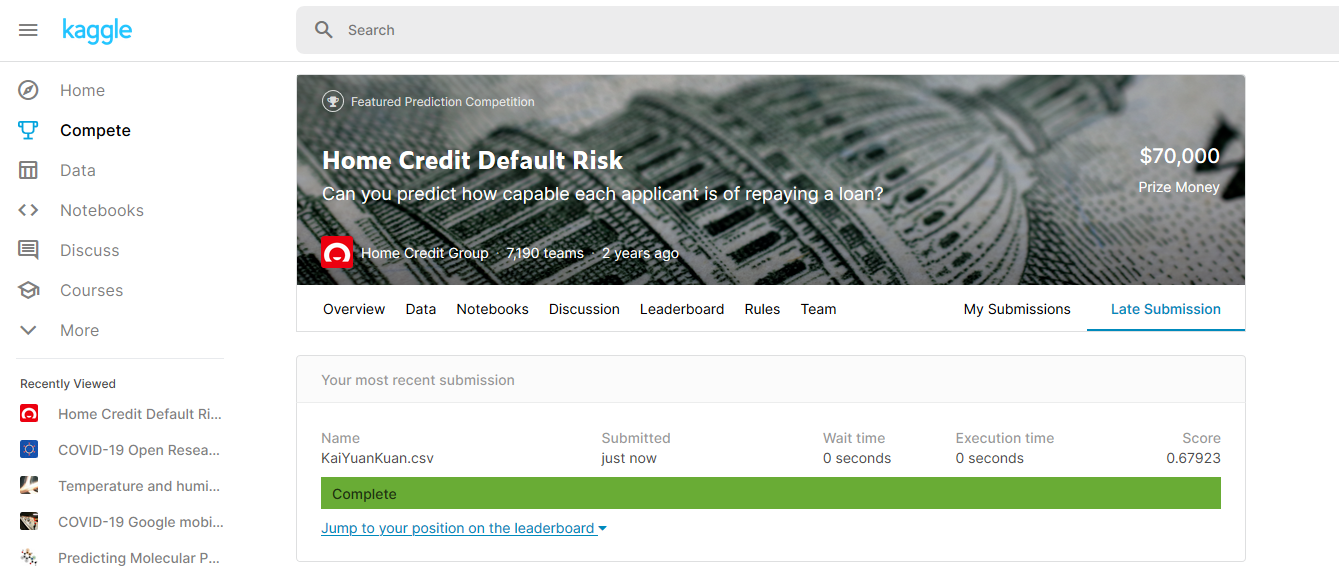 kaggle
Search
Home
Compete
Data
Notebooks
Discuss
Courses
More
Recently Viewed
Home Credit Default Ri...
COVID-19 Open Resea...
Temperature and humi...
COVID-19 Google mobi...
Predicting Molecular P...
Featured Prediction Competition
Home Credit Default Risk
Can you predict how capable each applicant is of repaying a loan?
$70,000
Prize Money
Home Credit Group · 7,190 teams · 2 years ago
Overview Data Notebooks Discussion Leaderboard Rules Team My Submissions Late Submission
Your most recent submission
Name Submitted Wait time Execution time Score
KaiYuanKuan.csv just now 0 seconds 0 seconds 0.67923
Complete
Jump to your position on the leaderboard